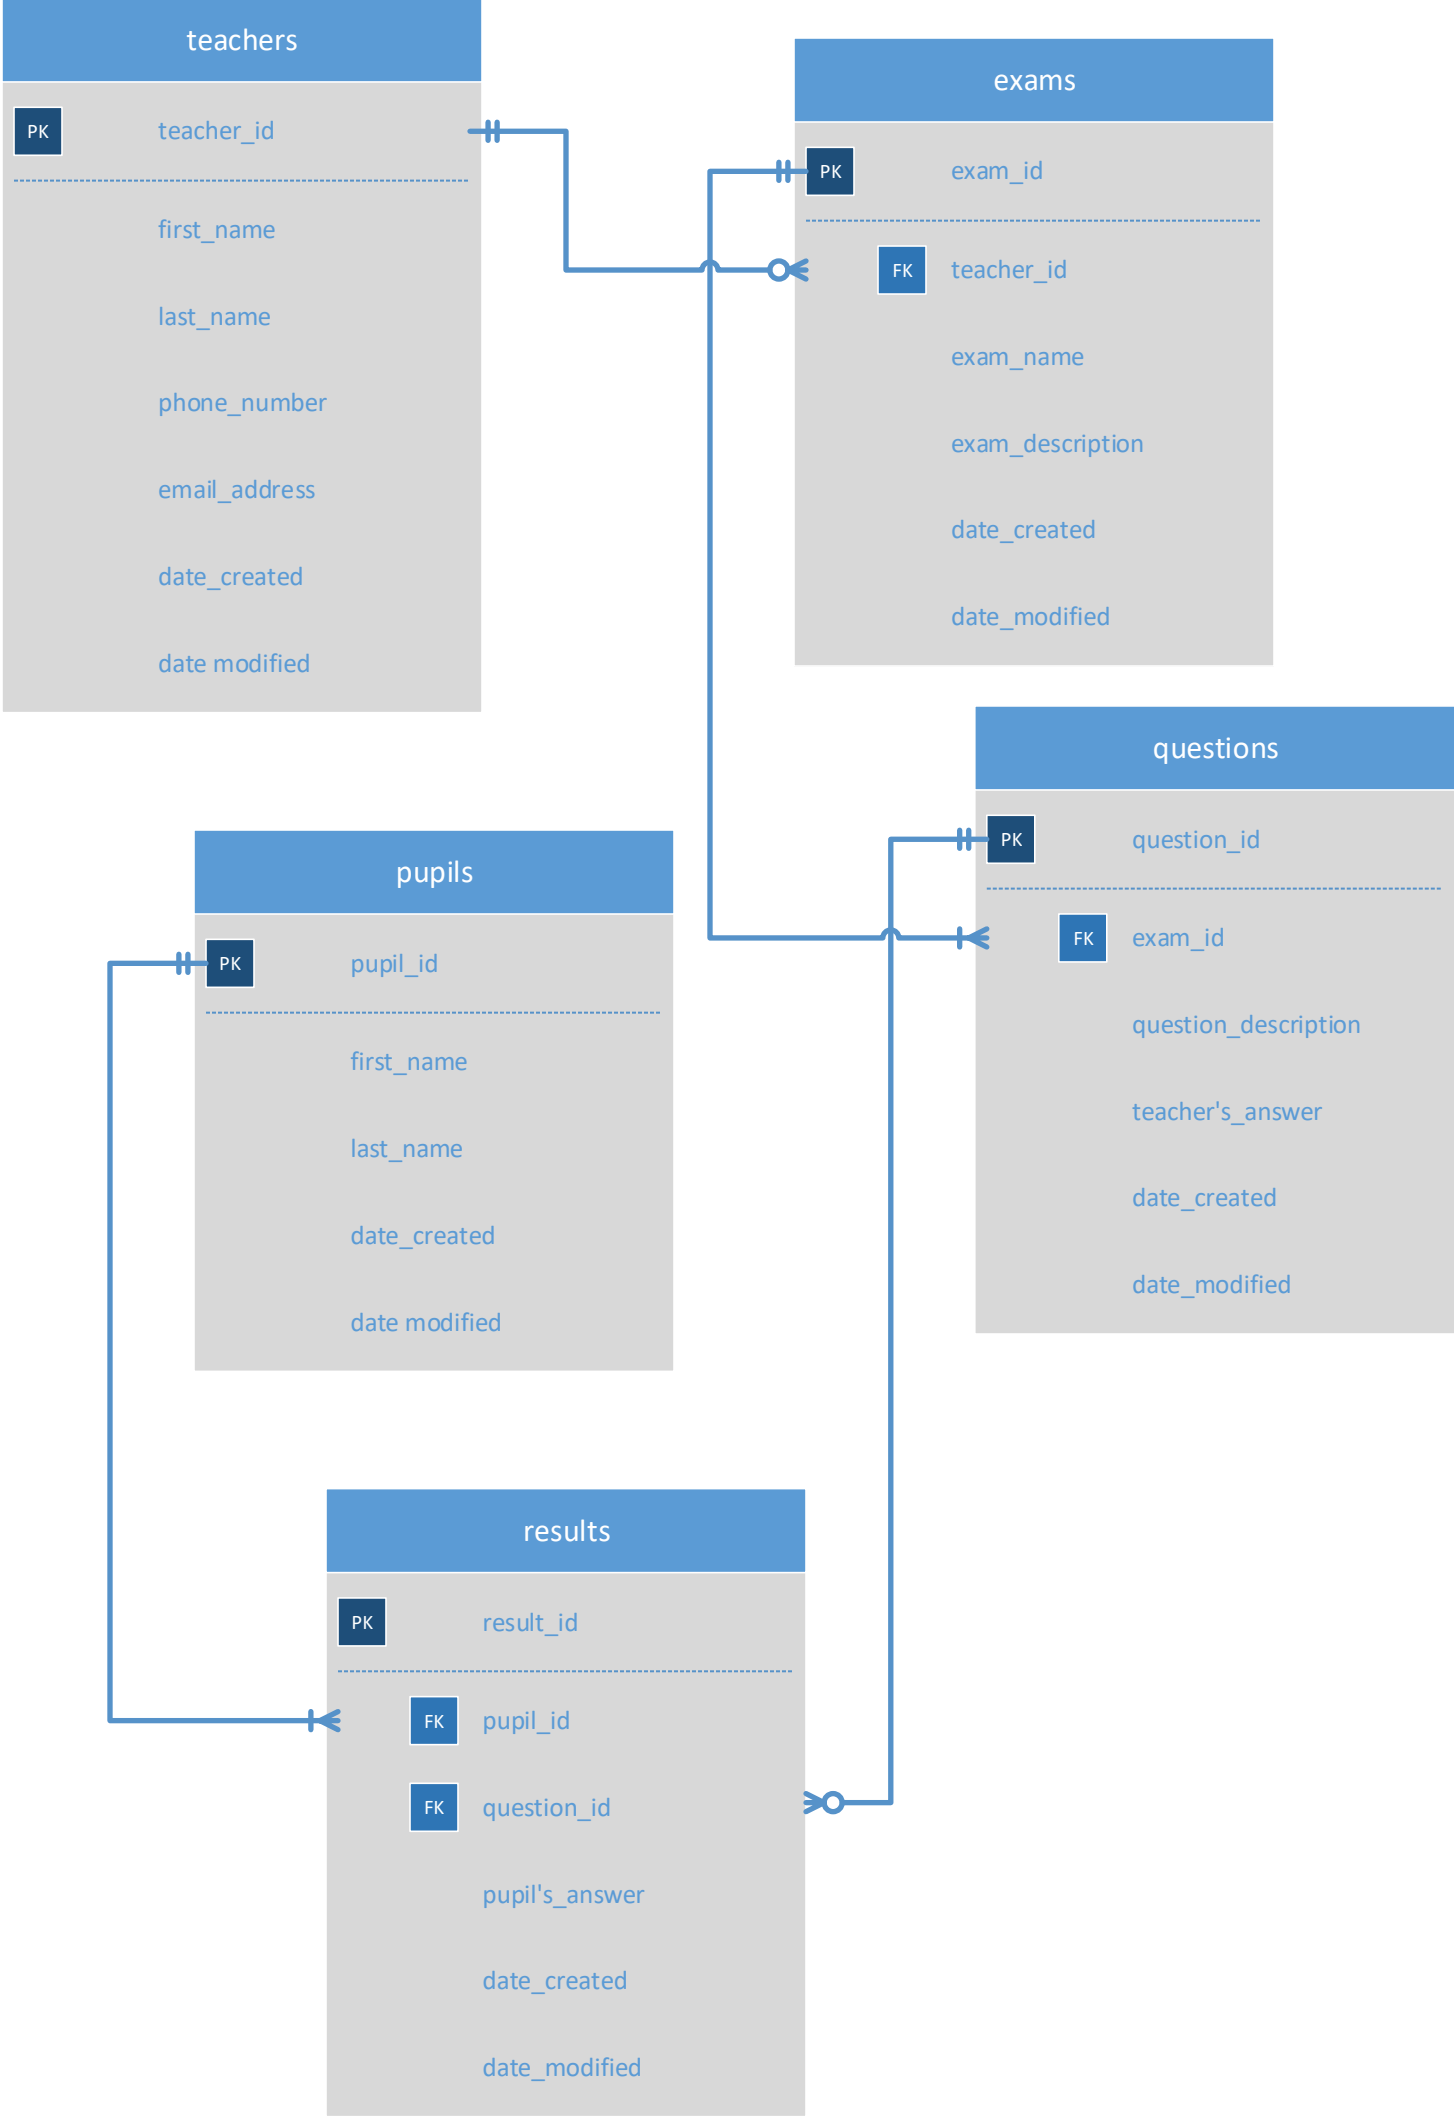 teachers
PK teacher_id
first_name
last_name
phone_number
email_address
date_created
date modified
exams
PK exam_id
FK teacher_id
exam_name
exam_description
date_created
date_modified
questions
PK question_id
FK exam_id
question_description
teacher's_answer
date_created
date_modified
pupils
PK pupil_id
first_name
last_name
date_created
date modified
results
PK result_id
FK pupil_id
FK question_id
pupil's_answer
date_created
date_modified